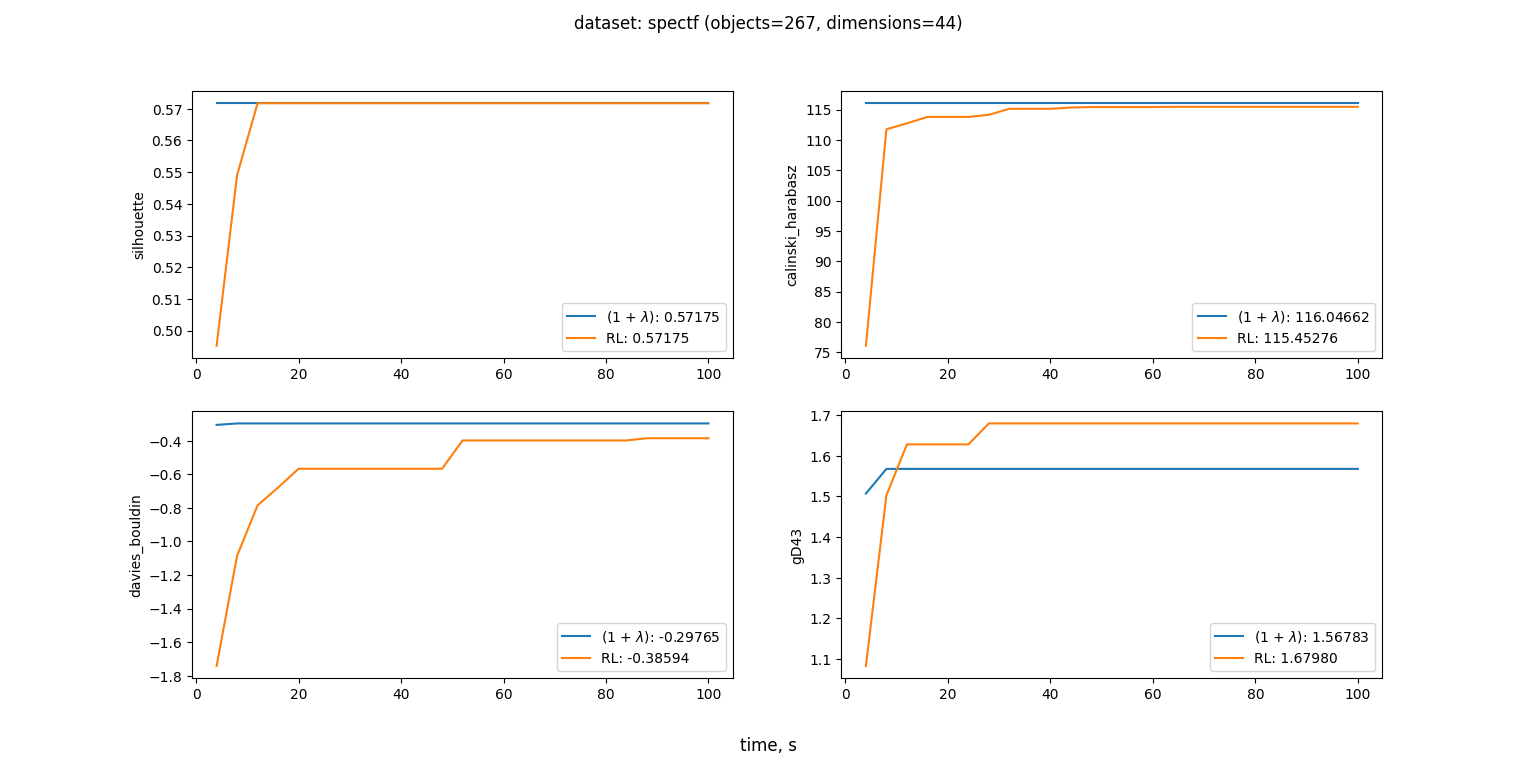 dataset: spectf (objects=267, dimensions=44)
silhouette
0.57
0.56
0.55
0.54
0.53
0.52
0.51
0.50
0 20 40 60 80 100
(1 + λ): 0.57175
RL: 0.57175
calinski_harabasz
115
110
105
100
95
90
85
80
75
0 20 40 60 80 100
(1 + λ): 116.04662
RL: 115.45276
davies_bouldin
−0.4
−0.6
−0.8
−1.0
−1.2
−1.4
−1.6
−1.8
0 20 40 60 80 100
(1 + λ): -0.29765
RL: -0.38594
gD43
1.7
1.6
1.5
1.4
1.3
1.2
1.1
0 20 40 60 80 100
(1 + λ): 1.56783
RL: 1.67980
time, s